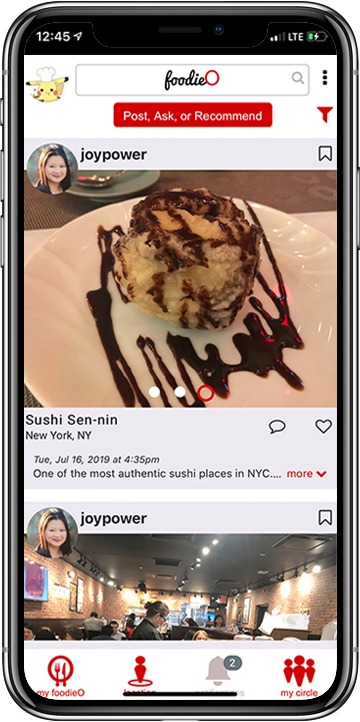 12:45
LTE
foodieO
Post, Ask, or Recommend
joypower
Sushi Sen-nin
New York, NY
Tue, Jul 16, 2019 at 4:35pm
One of the most authentic sushi places in NYC.... more
joypower
2
my foodieO
location
my circle